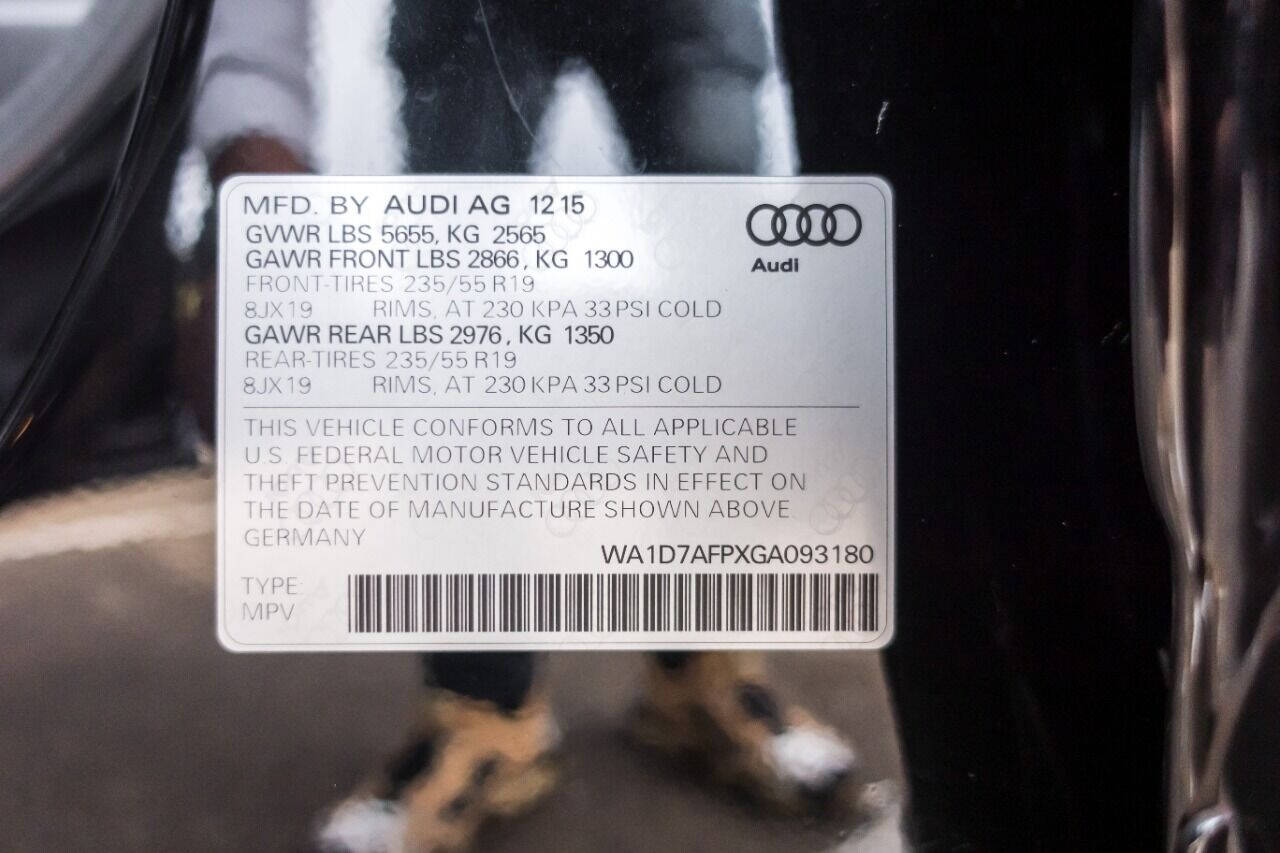 MFD. BY AUDI AG 12 15
GVWR LBS 5655, KG 2565
GAWR FRONT LBS 2866, KG 1300
FRONT-TIRES 235/55 R19
8JX19 RIMS, AT 230 KPA 33 PSI COLD
GAWR REAR LBS 2976, KG 1350
REAR-TIRES 235/55 R19
8JX19 RIMS, AT 230 KPA 33 PSI COLD
Audi
THIS VEHICLE CONFORMS TO ALL APPLICABLE
U.S. FEDERAL MOTOR VEHICLE SAFETY AND
THEFT PREVENTION STANDARDS IN EFFECT ON
THE DATE OF MANUFACTURE SHOWN ABOVE.
GERMANY
WA1D7AFPXGA093180
TYPE:
MPV